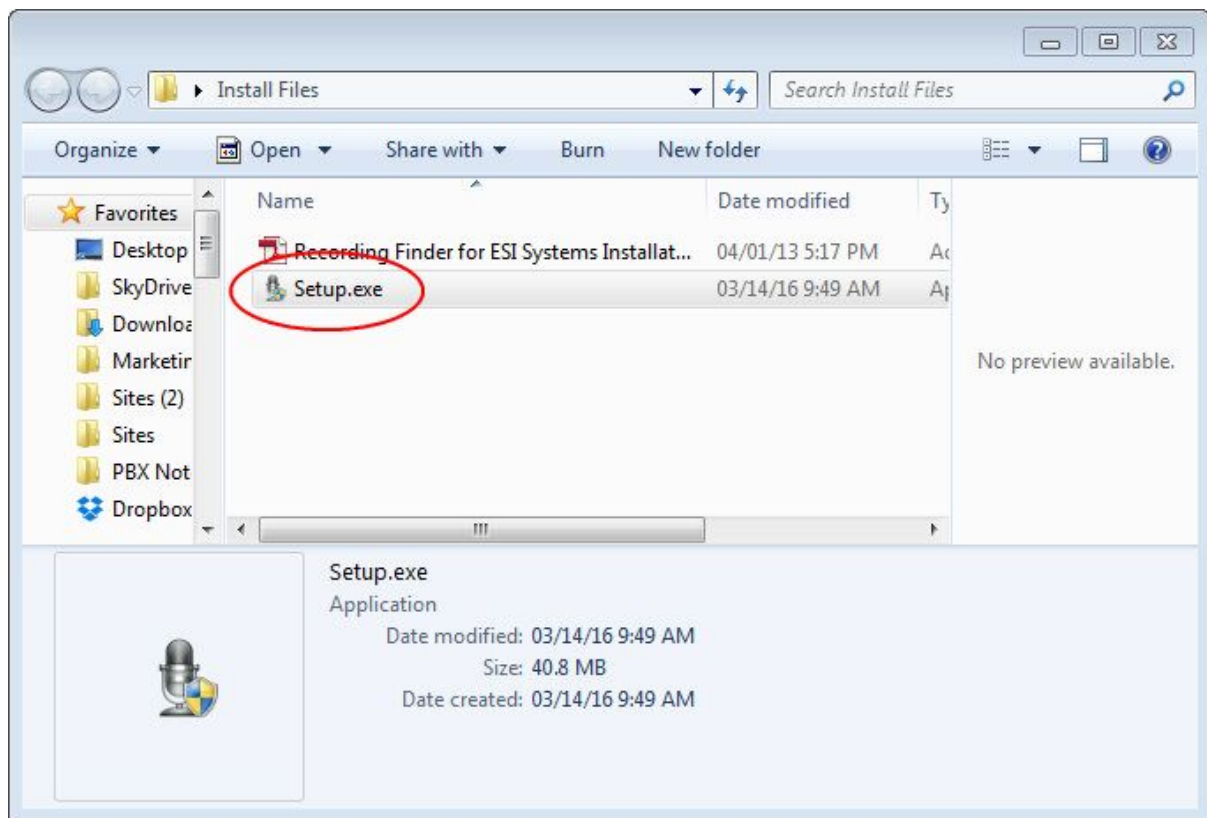 Install Files
Search Install Files
Organize Open Share with Burn New folder
Name Date modified Ty
Favorites
Desktop
SkyDrive
Downloa
Marketin
Sites (2)
Sites
PBX Not
Dropbox
Recording Finder for ESI Systems Installat... 04/01/13 5:17 PM Ac
Setup.exe 03/14/16 9:49 AM Ap
No preview available.
Setup.exe
Application
Date modified: 03/14/16 9:49 AM
Size: 40.8 MB
Date created: 03/14/16 9:49 AM